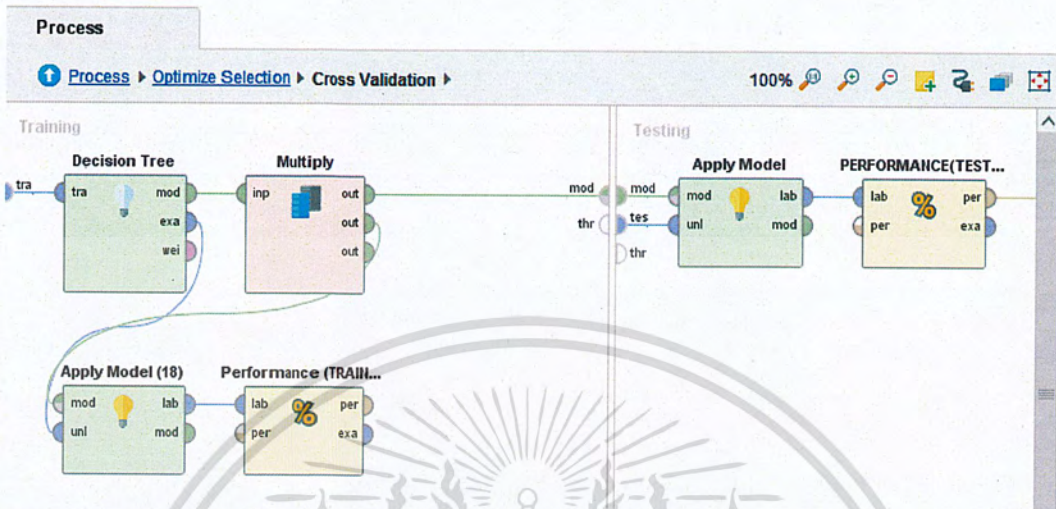 Process
Process ▸ Optimize Selection ▸ Cross Validation ▸
100%
Training
Testing
Decision Tree
Multiply
Apply Model
PERFORMANCE(TEST...
tra
tra
mod
exa
wei
inp
out
out
out
mod
thr
mod
tes
thr
mod
unl
lab
mod
lab
per
per
exa
Apply Model (18)
Performance (TRAIN...
mod
unl
lab
mod
lab
per
per
exa